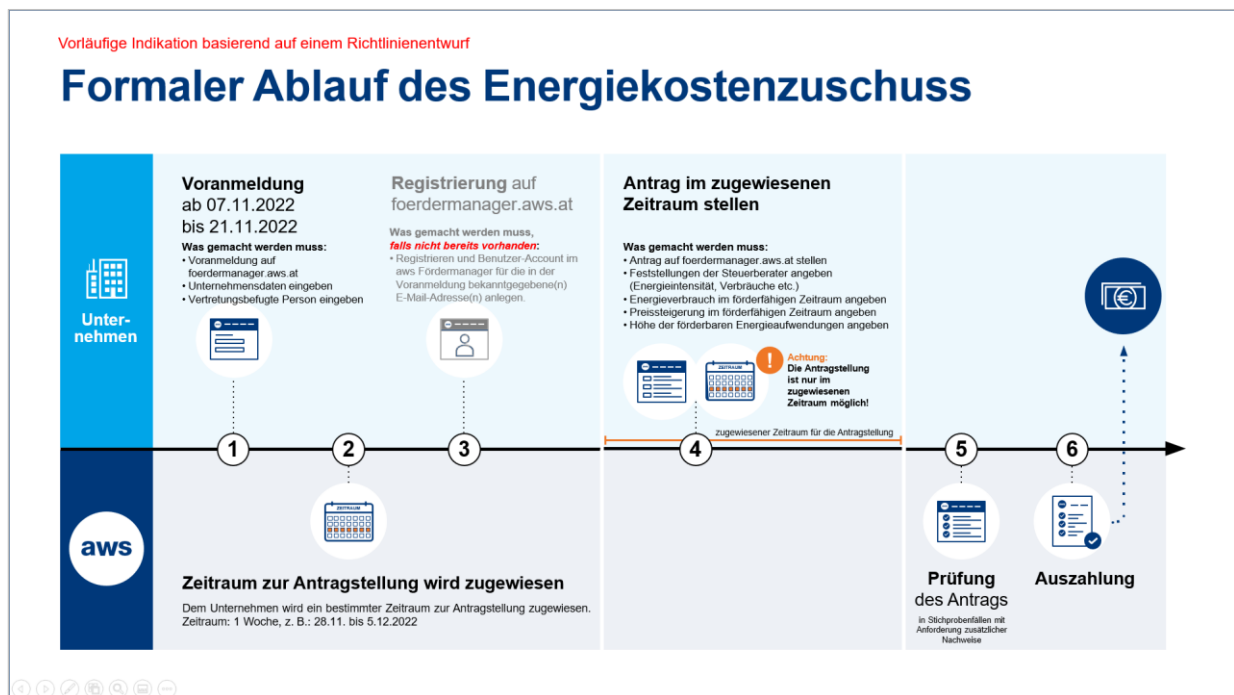 Vorläufige Indikation basierend auf einem Richtlinienentwurf
Formaler Ablauf des Energiekostenzuschuss
Unter-
nehmen
Voranmeldung
ab 07.11.2022
bis 21.11.2022
Was gemacht werden muss:
• Voranmeldung auf
foerdermanager.aws.at
• Unternehmensdaten eingeben
• Vertretungsbefugte Person eingeben
Registrierung auf
foerdermanager.aws.at
Was gemacht werden muss,
falls nicht bereits vorhanden:
• Registrieren und Benutzer-Account im
aws Fördermanager für die in der
Voranmeldung bekanntgegebene(n)
E-Mail-Adresse(n) anlegen.
Antrag im zugewiesenen
Zeitraum stellen
Was gemacht werden muss:
• Antrag auf foerdermanager.aws.at stellen
• Feststellungen der Steuerberater angeben
(Energieintensität, Verbräuche etc.)
• Energieverbrauch im förderfähigen Zeitraum angeben
• Preissteigerung im förderfähigen Zeitraum angeben
• Höhe der förderbaren Energieaufwendungen angeben
ZEITRAUM
!
Achtung:
Die Antragstellung
ist nur im
zugewiesenen
Zeitraum möglich!
zugewiesener Zeitraum für die Antragstellung
€
1
2
3
4
5
6
aws
ZEITRAUM
Zeitraum zur Antragstellung wird zugewiesen
Dem Unternehmen wird ein bestimmter Zeitraum zur Antragstellung zugewiesen.
Zeitraum: 1 Woche, z. B.: 28.11. bis 5.12.2022
Prüfung
des Antrags
in Stichprobenfällen mit
Anforderung zusätzlicher
Nachweise
Auszahlung